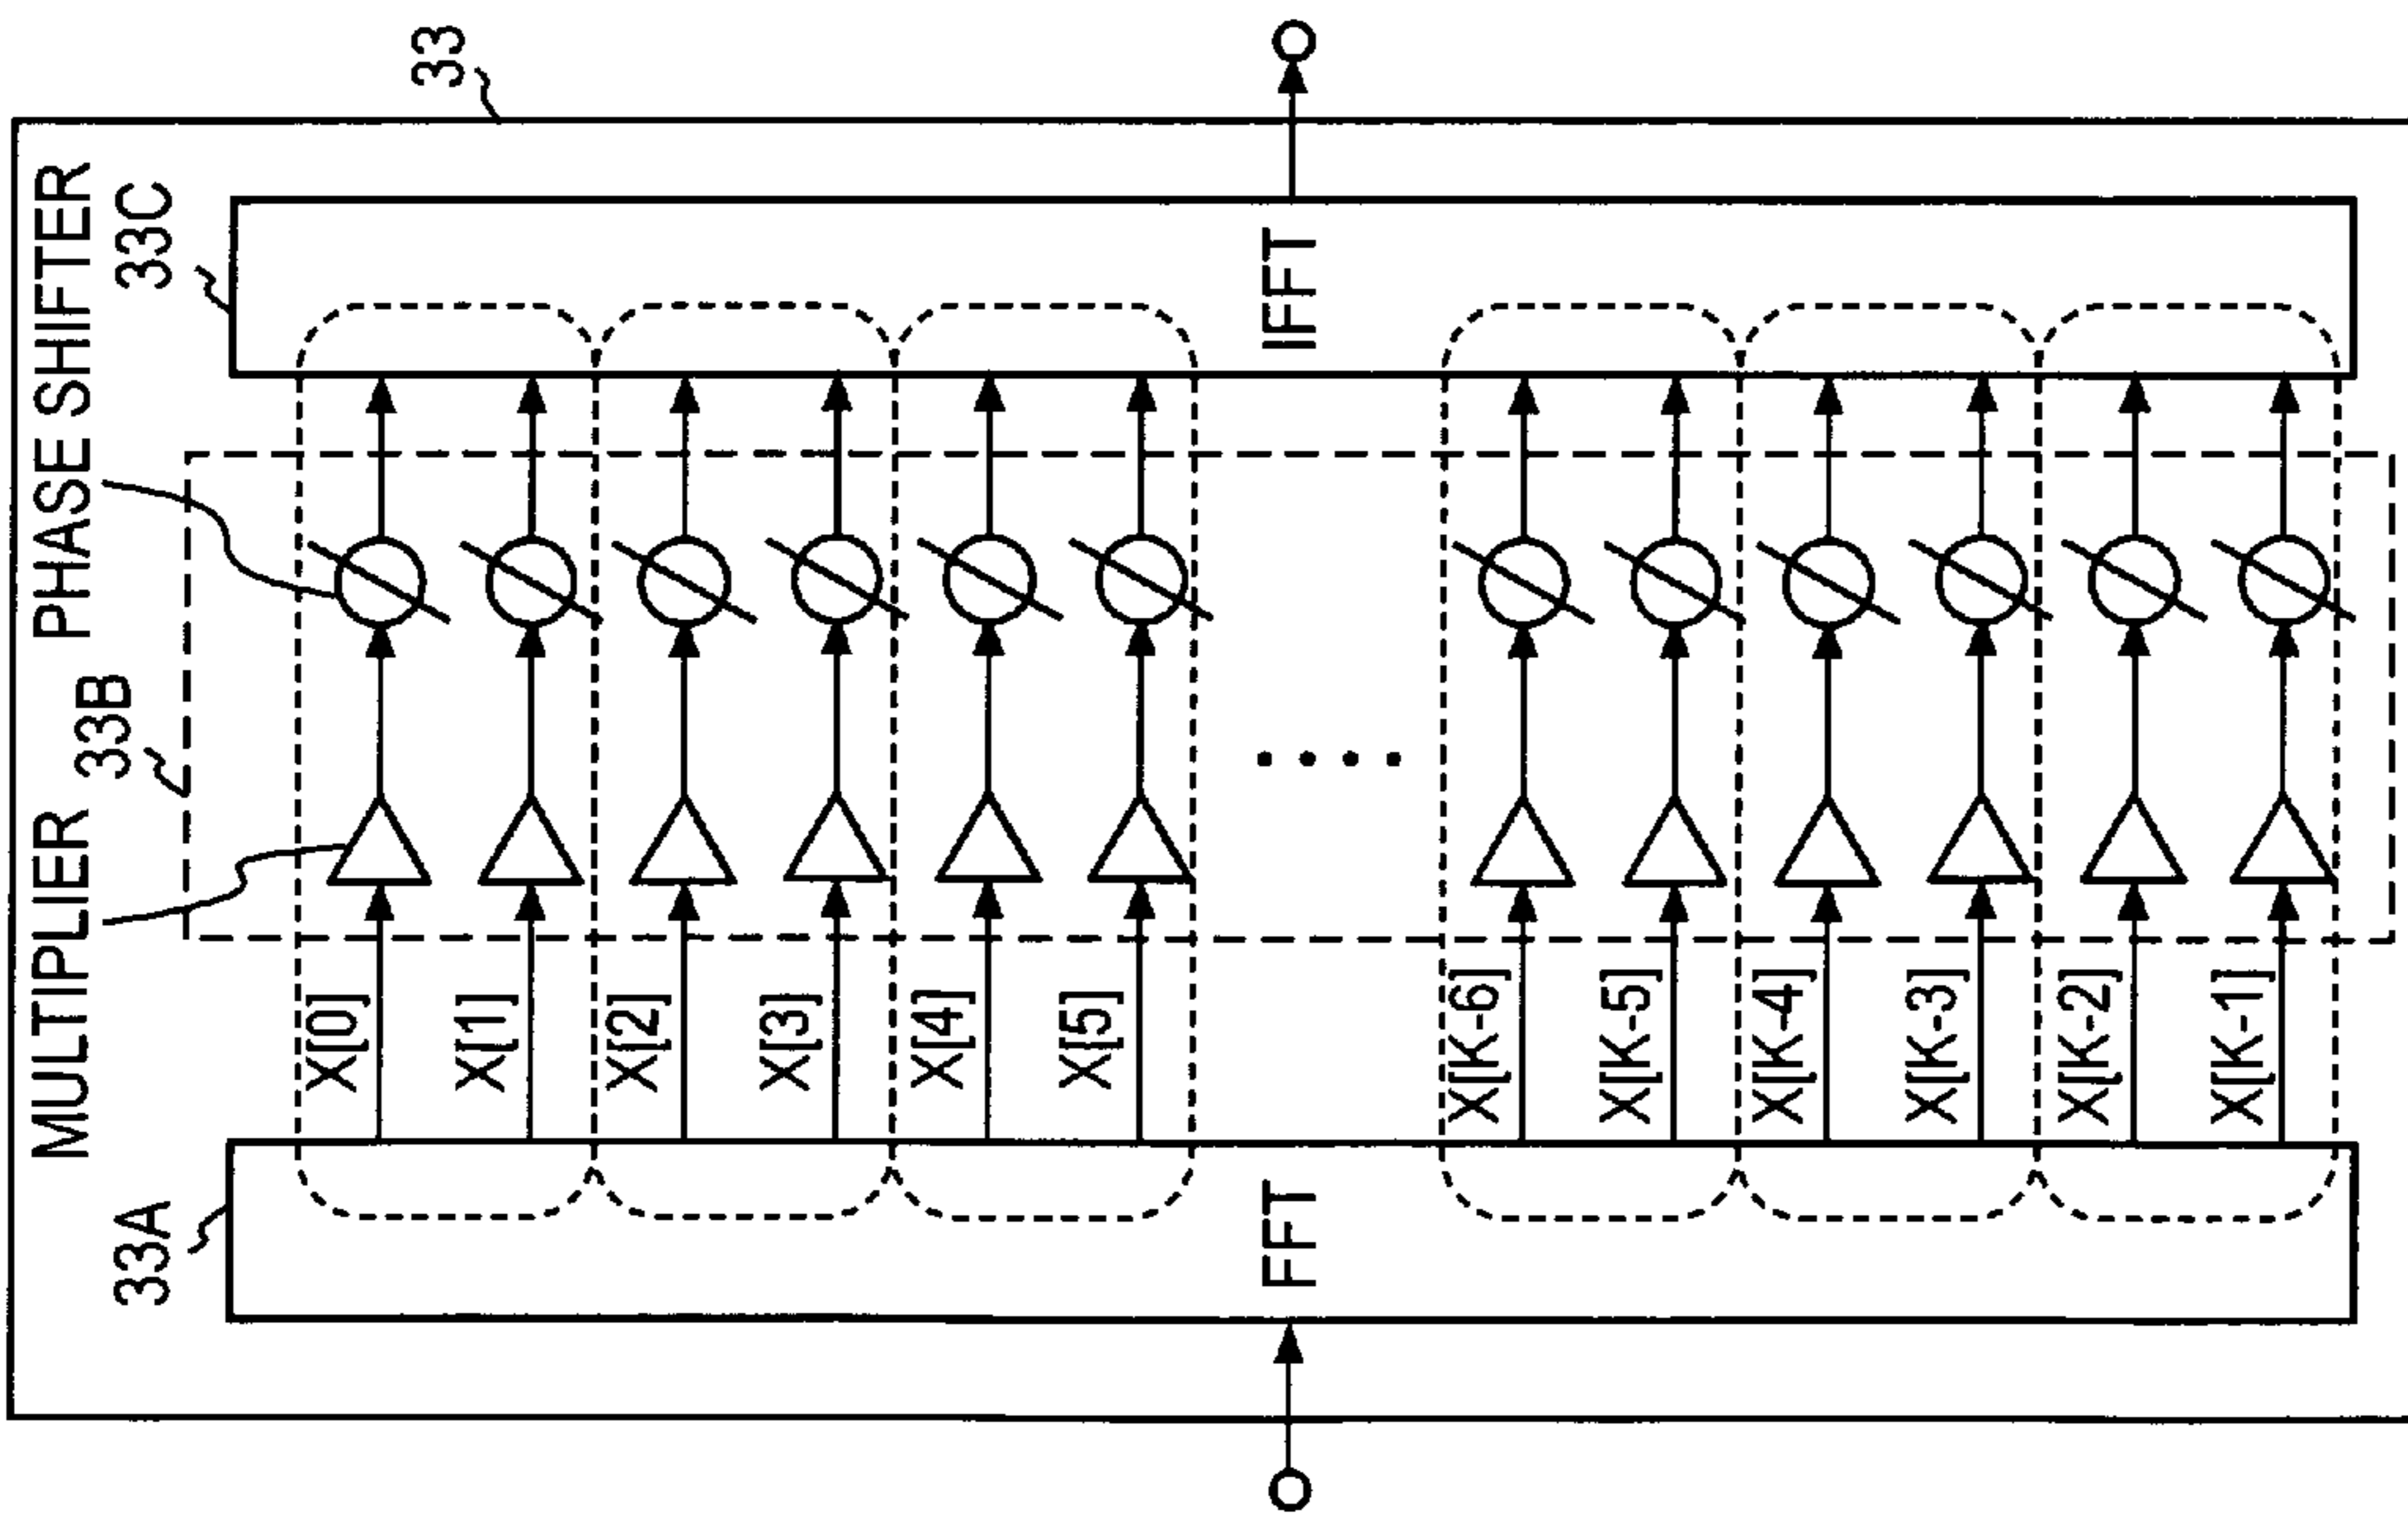 33
MULTIPLIER
PHASE SHIFTER
33A
33B
33C
X[0]
X[1]
X[2]
X[3]
X[4]
X[5]
FFT
IFFT
X[K-6]
X[K-5]
X[K-4]
X[K-3]
X[K-2]
X[K-1]